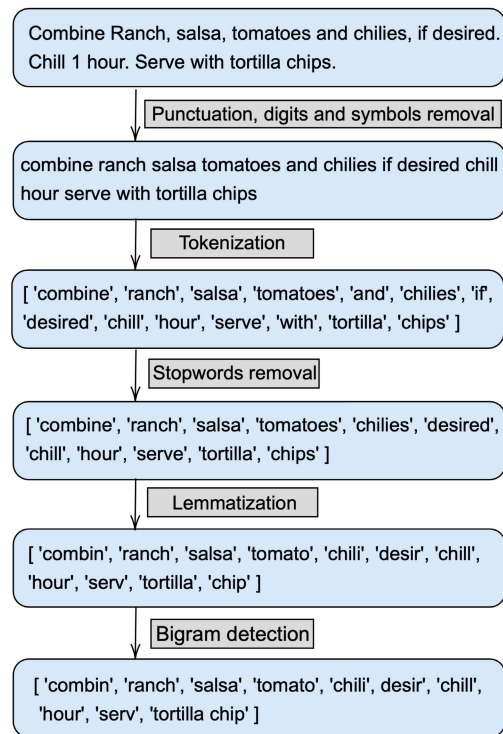 Combine Ranch, salsa, tomatoes and chilies, if desired.
Chill 1 hour. Serve with tortilla chips.
Punctuation, digits and symbols removal
combine ranch salsa tomatoes and chilies if desired chill
hour serve with tortilla chips
Tokenization
[ 'combine', 'ranch', 'salsa', 'tomatoes', 'and', 'chilies', 'if',
'desired', 'chill', 'hour', 'serve', 'with', 'tortilla', 'chips' ]
Stopwords removal
[ 'combine', 'ranch', 'salsa', 'tomatoes', 'chilies', 'desired',
'chill', 'hour', 'serve', 'tortilla', 'chips' ]
Lemmatization
[ 'combin', 'ranch', 'salsa', 'tomato', 'chili', 'desir', 'chill',
'hour', 'serv', 'tortilla', 'chip' ]
Bigram detection
[ 'combin', 'ranch', 'salsa', 'tomato', 'chili', desir', 'chill',
'hour', 'serv', 'tortilla chip' ]